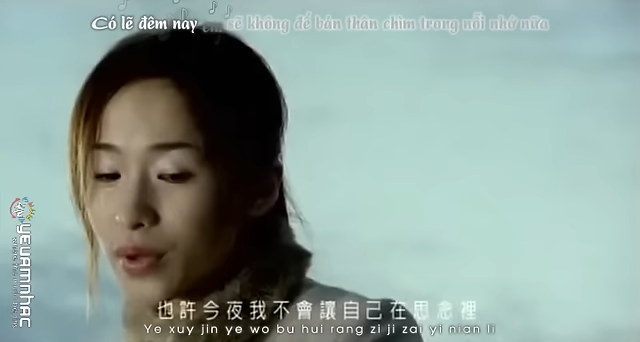 Có lẽ đêm nay em sẽ không để bản thân chìm trong nỗi nhớ nữa
YEUAMNHAC
也許今夜我不會讓自己在思念裡
Ye xuy jin ye wo bu hui rang zi ji zai yi nian li